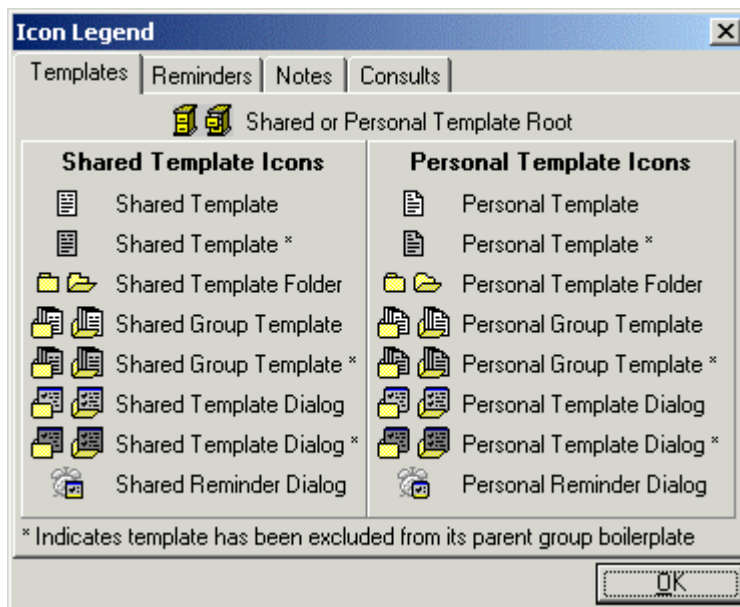 Icon Legend
Templates Reminders Notes Consults
Shared or Personal Template Root
Shared Template Icons
Shared Template
Shared Template *
Shared Template Folder
Shared Group Template
Shared Group Template *
Shared Template Dialog
Shared Template Dialog *
Shared Reminder Dialog
Personal Template Icons
Personal Template
Personal Template *
Personal Template Folder
Personal Group Template
Personal Group Template *
Personal Template Dialog
Personal Template Dialog *
Personal Reminder Dialog
* Indicates template has been excluded from its parent group boilerplate
OK